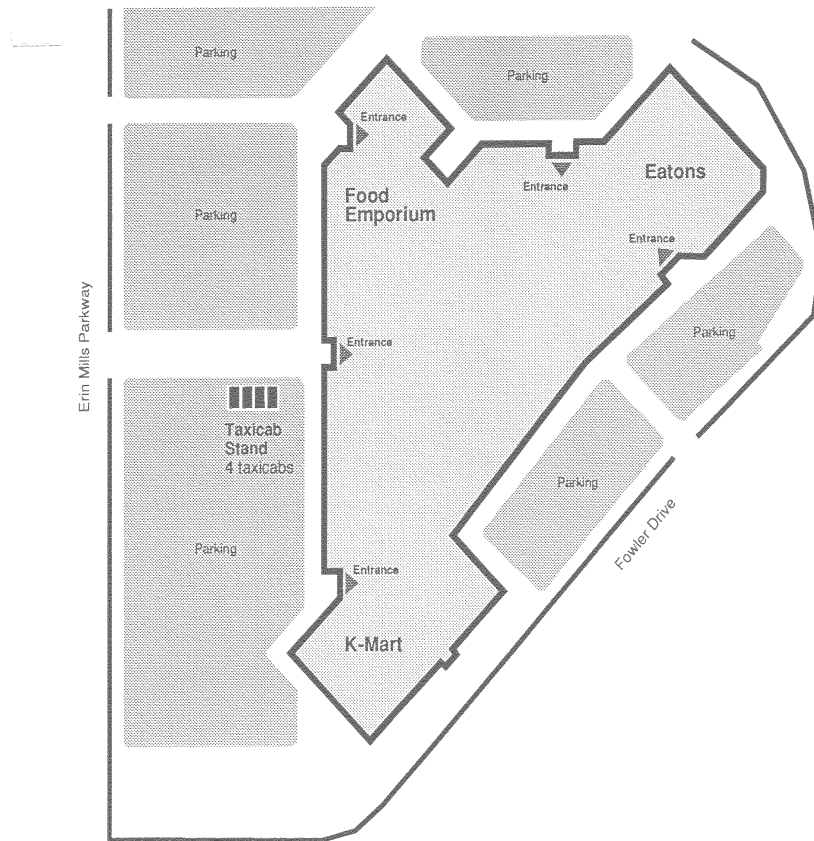 Parking
Parking
Entrance
Eatons
Entrance
Food
Emporium
Parking
Entrance
Parking
Entrance
Erin Mills Parkway
Taxicab
Stand
4 taxicabs
Parking
Fowler Drive
Parking
Entrance
K-Mart